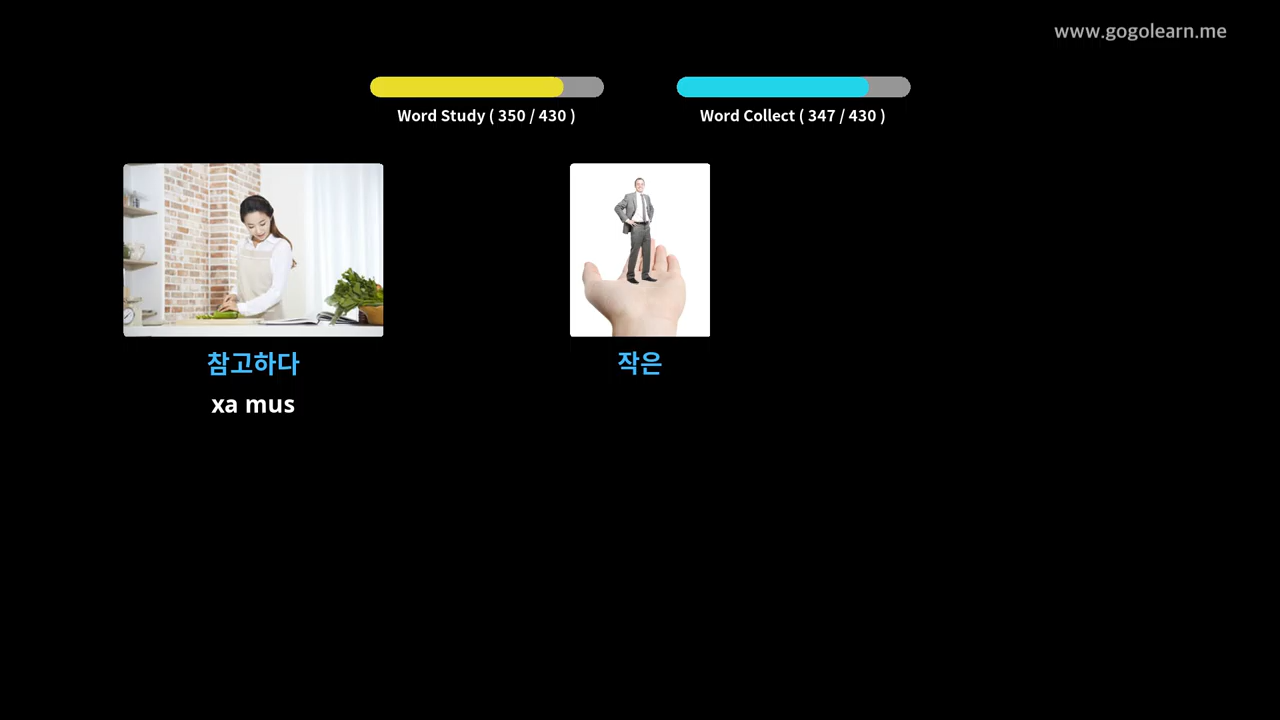 www.gogolearn.me
Word Study ( 350 / 430 )
Word Collect ( 347 / 430 )
참고하다
xa mus
작은